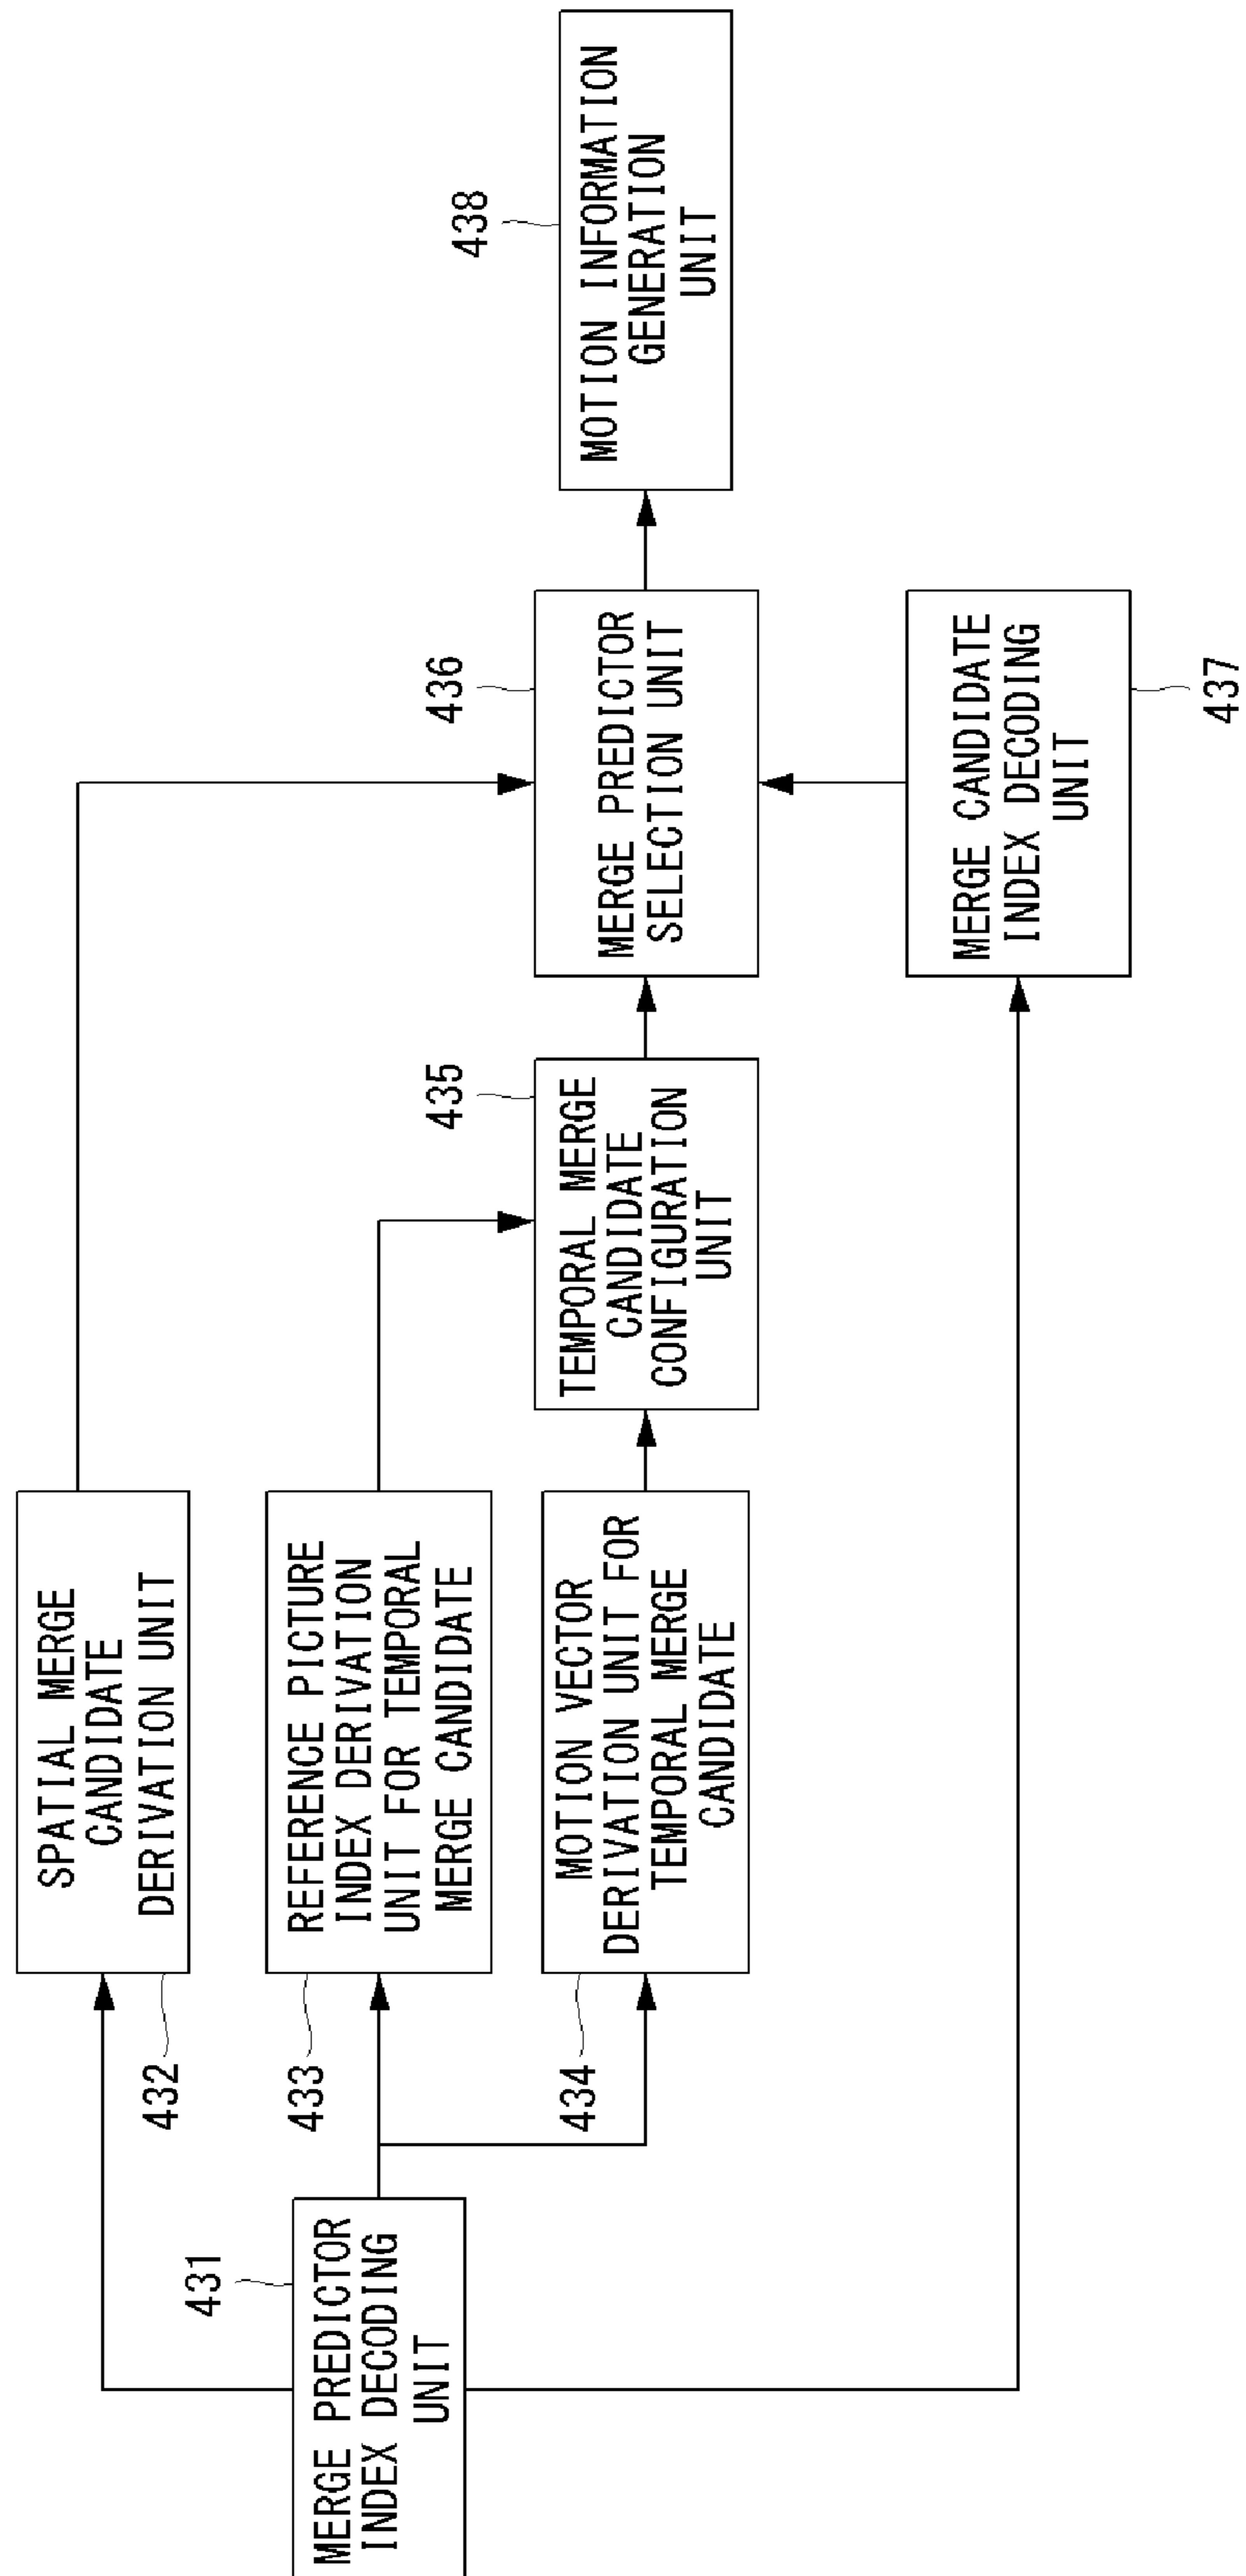 431
MERGE PREDICTOR
INDEX DECODING
UNIT
432
SPATIAL MERGE
CANDIDATE
DERIVATION UNIT
433
REFERENCE PICTURE
INDEX DERIVATION
UNIT FOR TEMPORAL
MERGE CANDIDATE
434
MOTION VECTOR
DERIVATION UNIT FOR
TEMPORAL MERGE
CANDIDATE
435
TEMPORAL MERGE
CANDIDATE
CONFIGURATION
UNIT
436
MERGE PREDICTOR
SELECTION UNIT
MERGE CANDIDATE
INDEX DECODING
UNIT
437
438
MOTION INFORMATION
GENERATION
UNIT